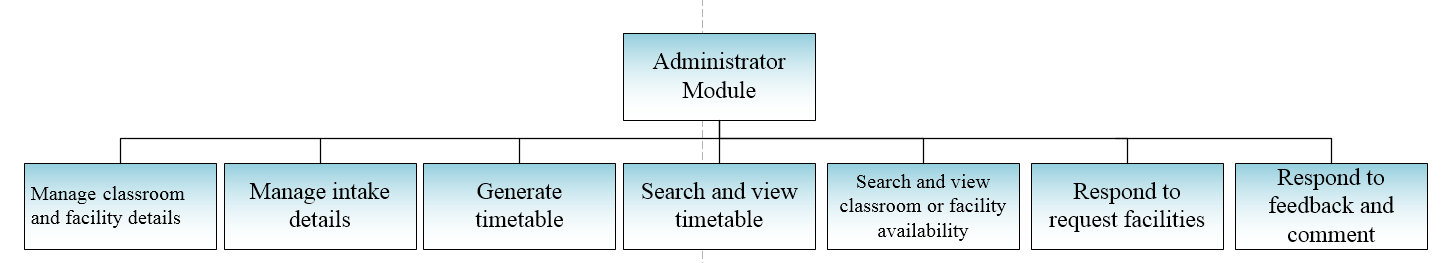 Administrator
Module
Manage classroom
and facility details
Manage intake
details
Generate
timetable
Search and view
timetable
Search and view
classroom or facility
availability
Respond to
request facilities
Respond to
feedback and
comment